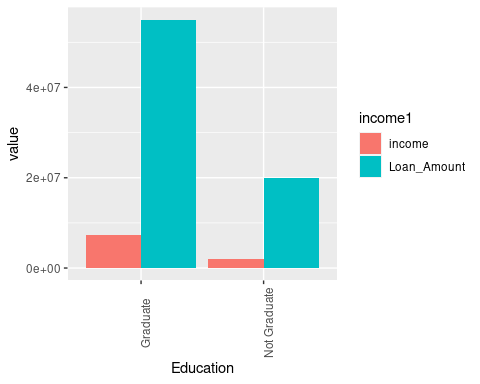 value
4e+07
2e+07
0e+00
Graduate
Not Graduate
Education
income1
income
Loan_Amount